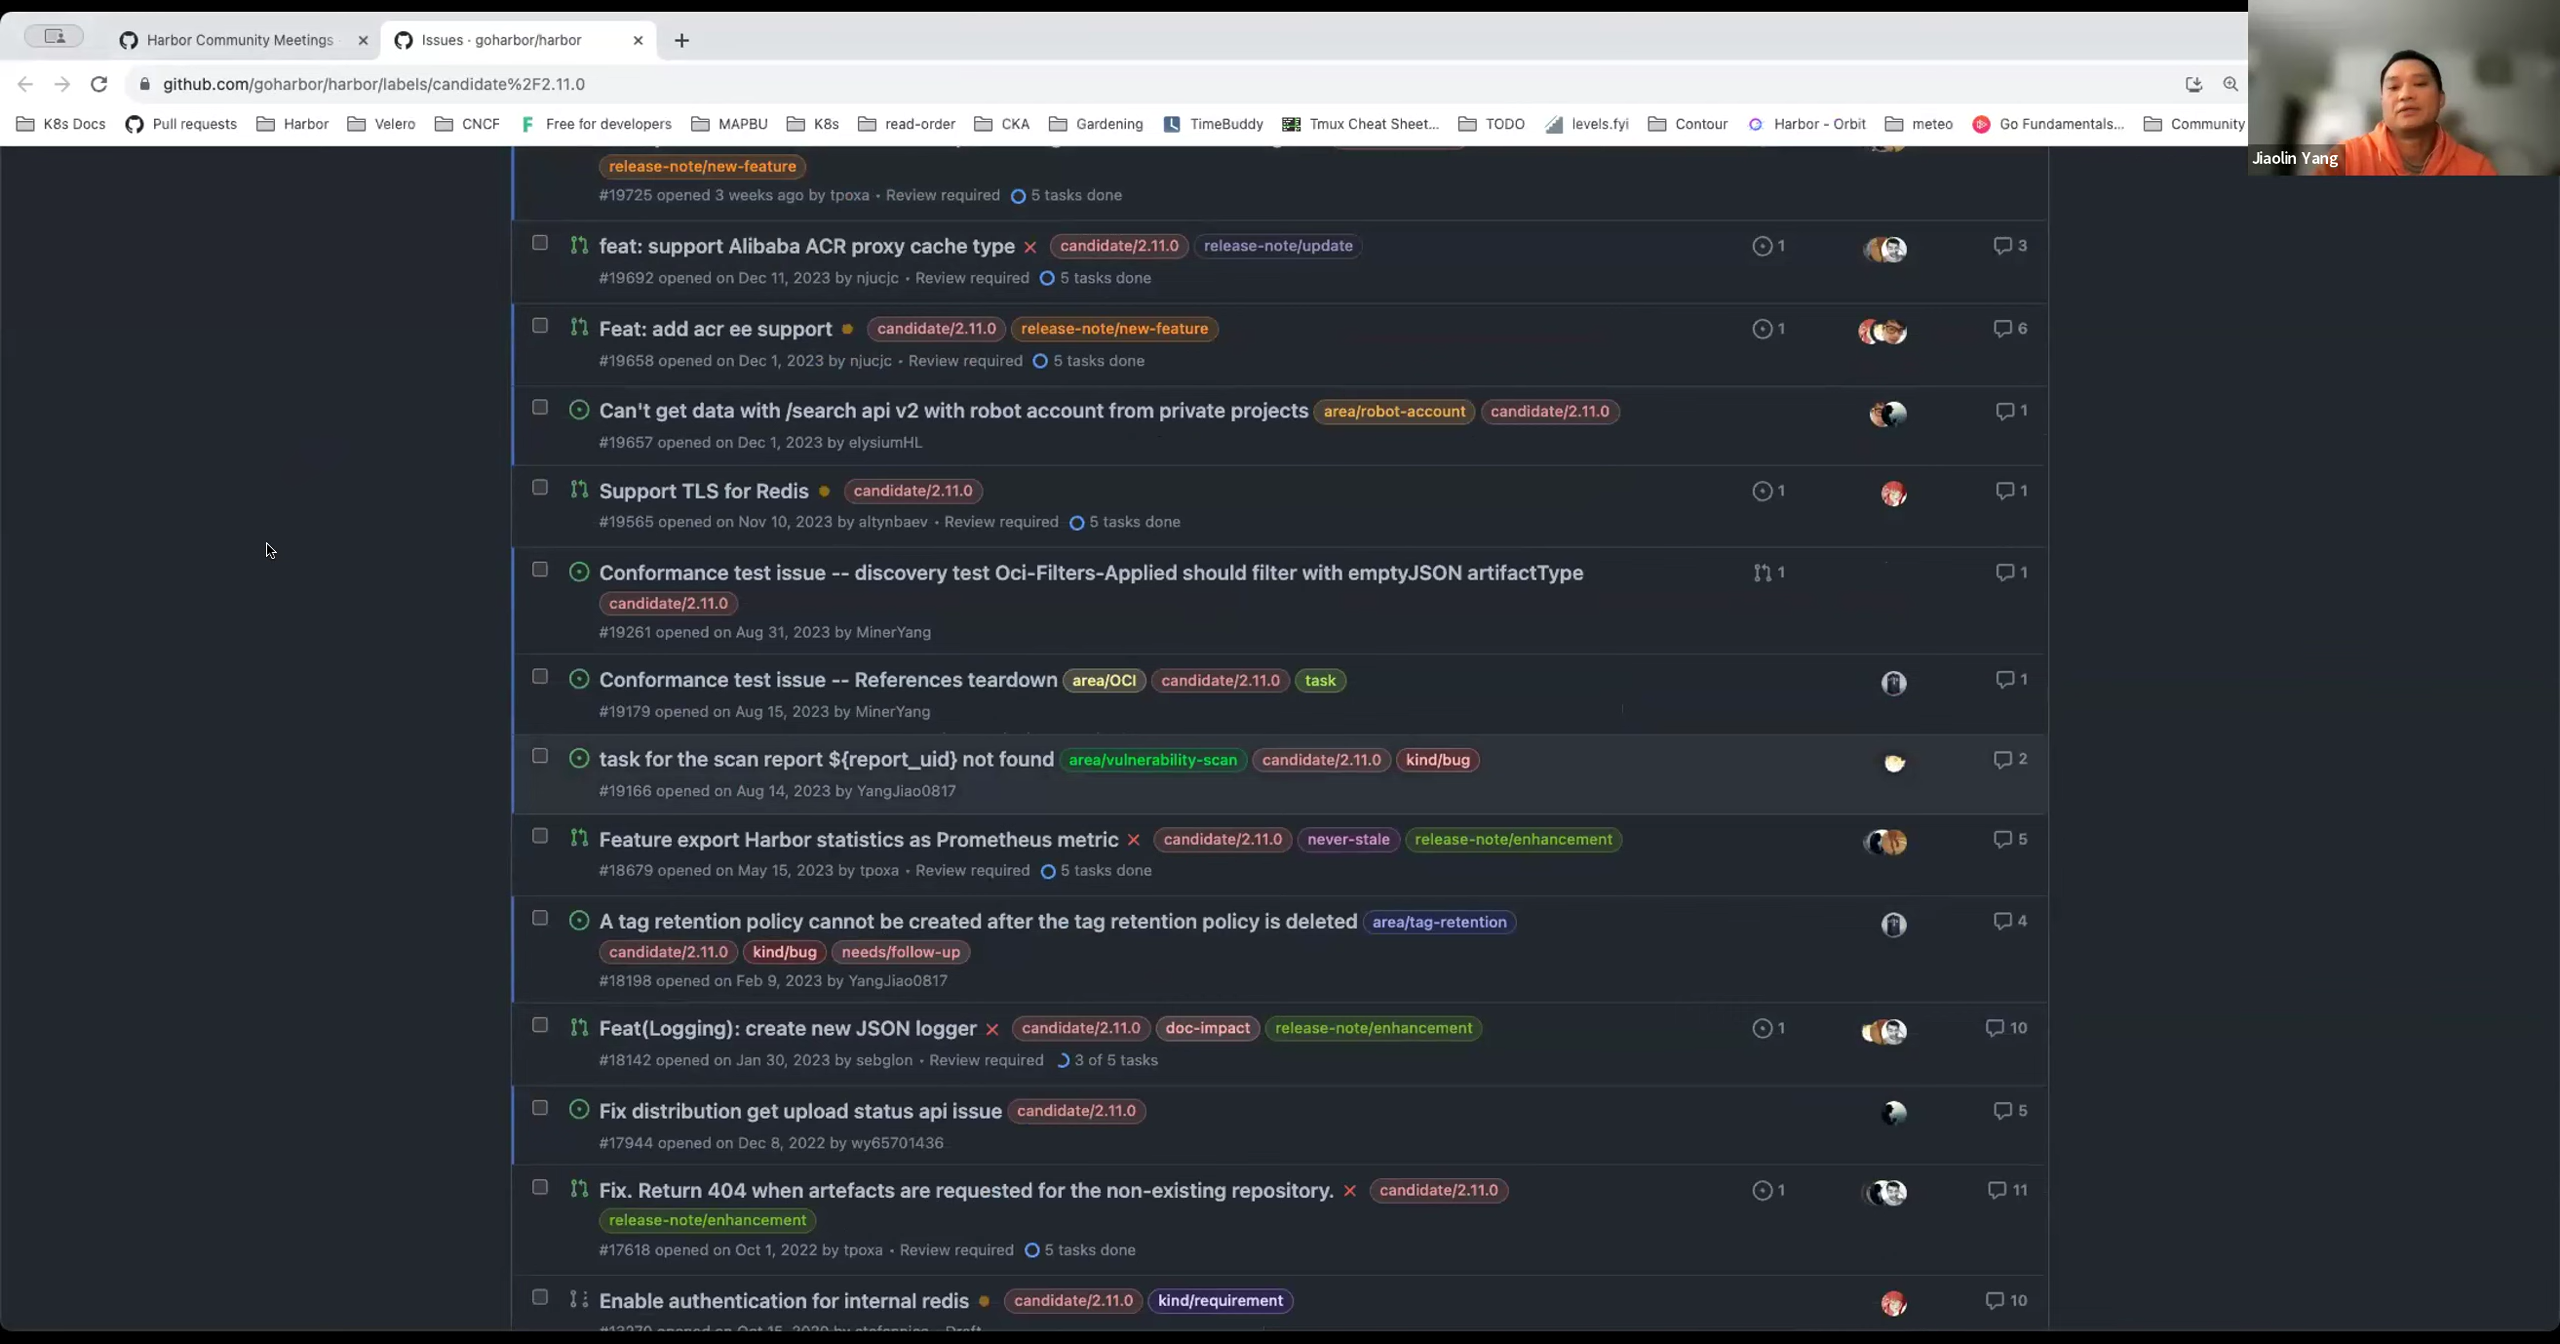 Harbor Community Meetings
Issues · goharbor/harbor
github.com/goharbor/harbor/labels/candidate%2F2.11.0
K8s Docs Pull requests Harbor Velero CNCF Free for developers MAPBU K8s read-order CKA Gardening TimeBuddy Tmux Cheat Sheet... TODO levels.fyi Contour Harbor - Orbit meteo Go Fundamentals... Community
Jiaolin Yang
release-note/new-feature
#19725 opened 3 weeks ago by tpoxa • Review required 5 tasks done
feat: support Alibaba ACR proxy cache type candidate/2.11.0 release-note/update 1 3
#19692 opened on Dec 11, 2023 by njucjc • Review required 5 tasks done
Feat: add acr ee support candidate/2.11.0 release-note/new-feature 1 6
#19658 opened on Dec 1, 2023 by njucjc • Review required 5 tasks done
Can't get data with /search api v2 with robot account from private projects area/robot-account candidate/2.11.0 1
#19657 opened on Dec 1, 2023 by elysiumHL
Support TLS for Redis candidate/2.11.0 1 1
#19565 opened on Nov 10, 2023 by altynbaev • Review required 5 tasks done
Conformance test issue -- discovery test Oci-Filters-Applied should filter with emptyJSON artifactType 1 1
candidate/2.11.0
#19261 opened on Aug 31, 2023 by MinerYang
Conformance test issue -- References teardown area/OCI candidate/2.11.0 task 1
#19179 opened on Aug 15, 2023 by MinerYang
task for the scan report ${report_uid} not found area/vulnerability-scan candidate/2.11.0 kind/bug 2
#19166 opened on Aug 14, 2023 by YangJiao0817
Feature export Harbor statistics as Prometheus metric candidate/2.11.0 never-stale release-note/enhancement 5
#18679 opened on May 15, 2023 by tpoxa • Review required 5 tasks done
A tag retention policy cannot be created after the tag retention policy is deleted area/tag-retention 4
candidate/2.11.0 kind/bug needs/follow-up
#18198 opened on Feb 9, 2023 by YangJiao0817
Feat(Logging): create new JSON logger candidate/2.11.0 doc-impact release-note/enhancement 1 10
#18142 opened on Jan 30, 2023 by sebglon • Review required 3 of 5 tasks
Fix distribution get upload status api issue candidate/2.11.0 5
#17944 opened on Dec 8, 2022 by wy65701436
Fix. Return 404 when artefacts are requested for the non-existing repository. candidate/2.11.0 1 11
release-note/enhancement
#17618 opened on Oct 1, 2022 by tpoxa • Review required 5 tasks done
Enable authentication for internal redis candidate/2.11.0 kind/requirement 10